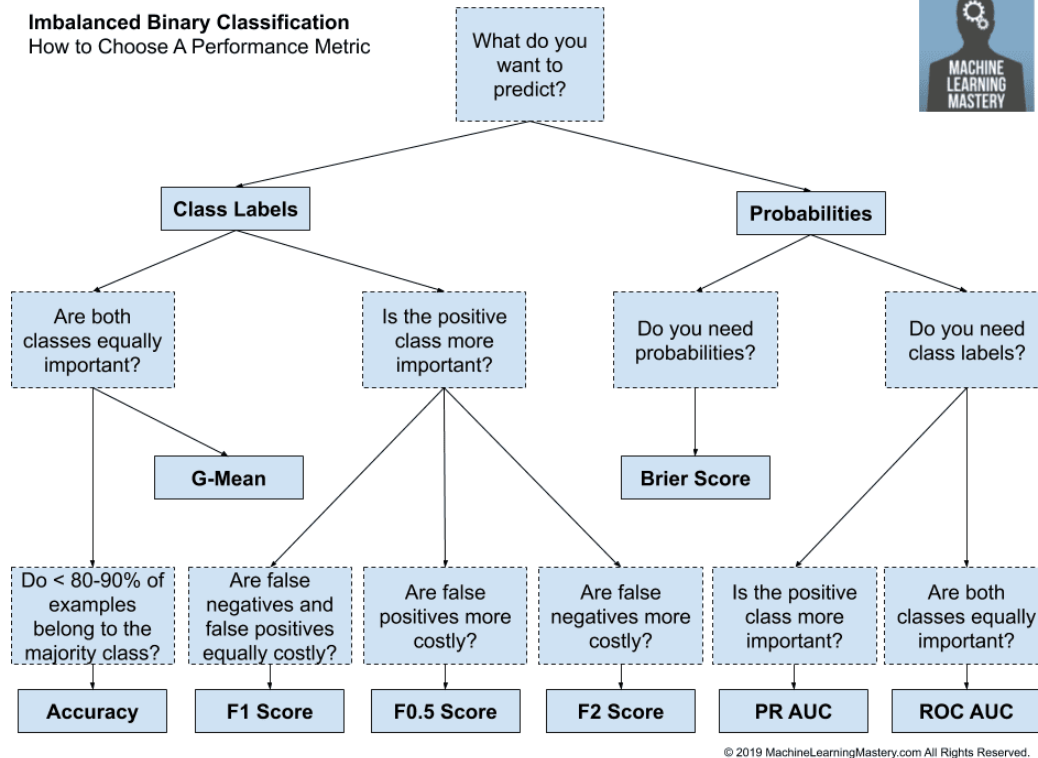 Imbalanced Binary Classification
How to Choose A Performance Metric
What do you
want to
predict?
MACHINE
LEARNING
MASTERY
Class Labels
Probabilities
Are both
classes equally
important?
Is the positive
class more
important?
Do you need
probabilities?
Do you need
class labels?
G-Mean
Brier Score
Do < 80-90% of
examples
belong to the
majority class?
Are false
negatives and
false positives
equally costly?
Are false
positives more
costly?
Are false
negatives more
costly?
Is the positive
class more
important?
Are both
classes equally
important?
Accuracy
F1 Score
F0.5 Score
F2 Score
PR AUC
ROC AUC
© 2019 MachineLearningMastery.com All Rights Reserved.